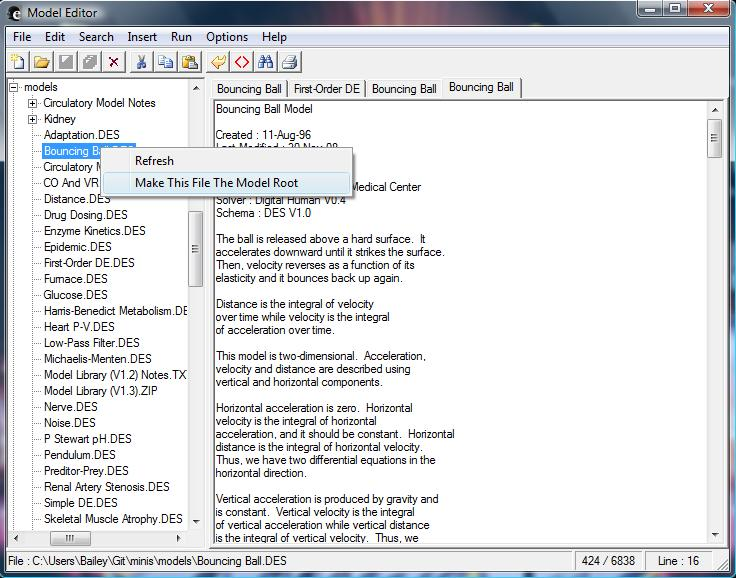 Model Editor
File Edit Search Insert Run Options Help
models
Circulatory Model Notes
Kidney
Adaptation.DES
Bouncing Ball.DES
Circulatory M
CO And VR
Distance.DES
Drug Dosing.DES
Enzyme Kinetics.DES
Epidemic.DES
First-Order DE.DES
Furnace.DES
Glucose.DES
Harris-Benedict Metabolism.DE
Heart P-V.DES
Low-Pass Filter.DES
Michaelis-Menten.DES
Model Library (V1.2) Notes.TX
Model Library (V1.3).ZIP
Nerve.DES
Noise.DES
P Stewart pH.DES
Pendulum.DES
Preditor-Prey.DES
Renal Artery Stenosis.DES
Simple DE.DES
Skeletal Muscle Atrophy.DES
Refresh
Make This File The Model Root
Bouncing Ball First-Order DE Bouncing Ball Bouncing Ball
Bouncing Ball Model
Created : 11-Aug-96
Last Modified : 20-Nov-08
Medical Center
Solver : Digital Human V0.4
Schema : DES V1.0
The ball is released above a hard surface. It
accelerates downward until it strikes the surface.
Then, velocity reverses as a function of its
elasticity and it bounces back up again.
Distance is the integral of velocity
over time while velocity is the integral
of acceleration over time.
This model is two-dimensional. Acceleration,
velocity and distance are described using
vertical and horizontal components.
Horizontal acceleration is zero. Horizontal
velocity is the integral of horizontal
acceleration, and it should be constant. Horizontal
distance is the integral of horizontal velocity.
Thus, we have two differential equations in the
horizontal direction.
Vertical acceleration is produced by gravity and
is constant. Vertical velocity is the integral
of vertical acceleration while vertical distance
is the integral of vertical velocity. Thus, we
File : C:\Users\Bailey\Git\minis\models\Bouncing Ball.DES
424 / 6838
Line : 16